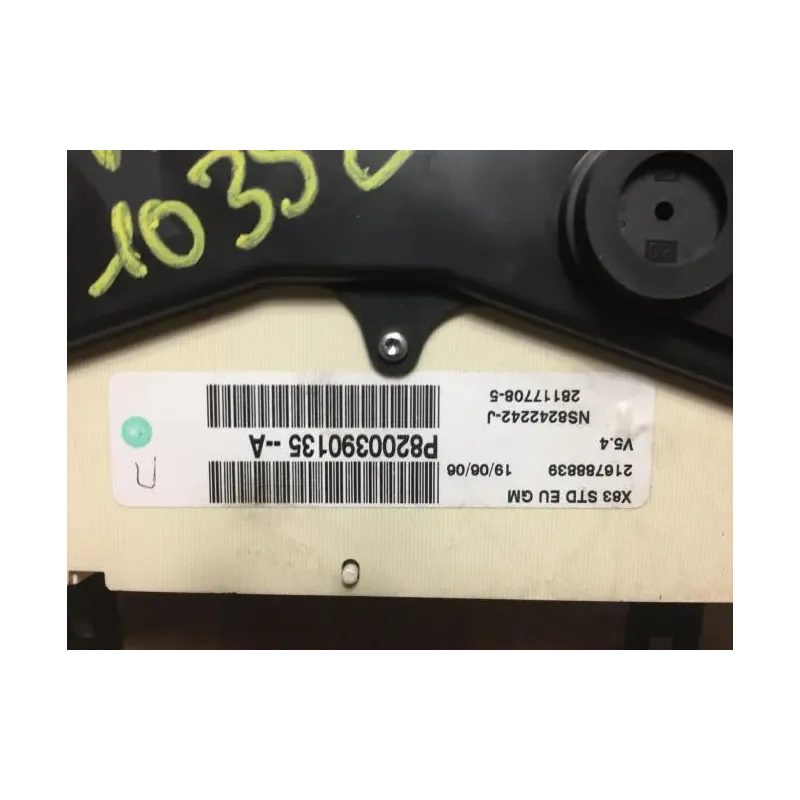 1035
X83 STD EU GM
216788839 19/06/06
V5.4
P8200390135 --A
NS8242242-J
28117708-5